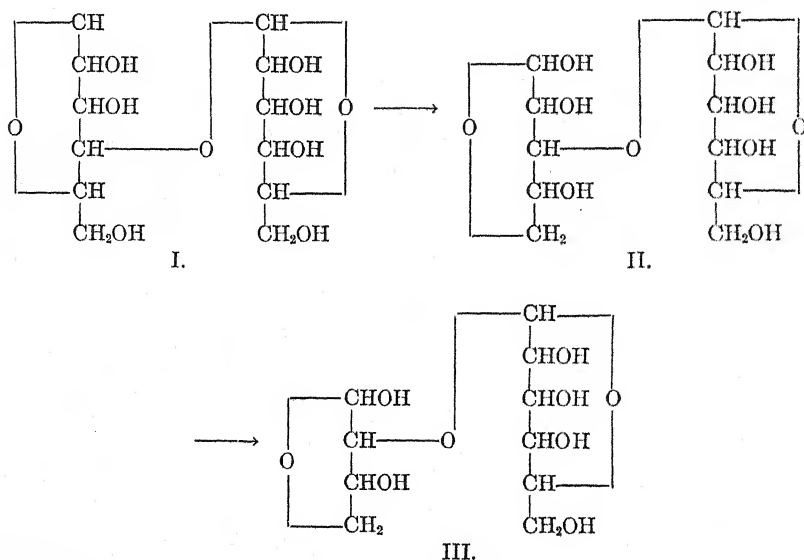 CH CH CH
CHOH CHOH CHOH CHOH
CHOH CHOH O ⟶ CHOH CHOH
O O O
CH O CHOH CH O CHOH
CH CH CHOH CH
CH₂OH CH₂OH CH₂ CH₂OH
I. II.
CH
CHOH
⟶ CHOH CHOH O
CH O CHOH
O CHOH CH
CH₂ CH₂OH
III.